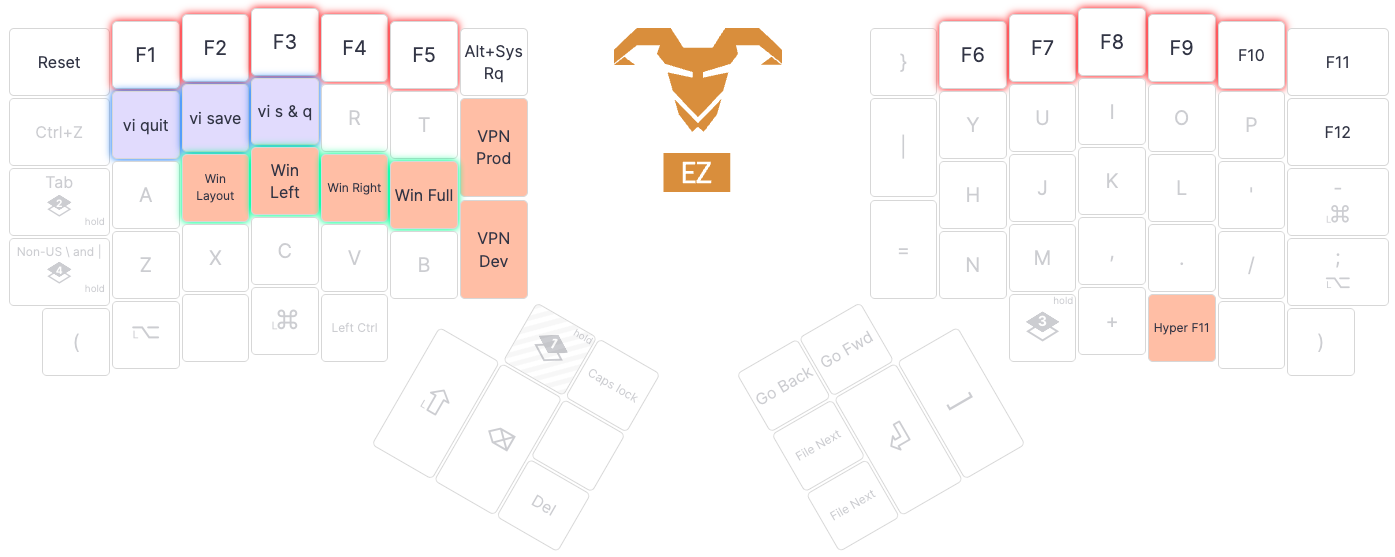 Reset
F1
F2
F3
F4
F5
Alt+Sys
Rq
}
F6
F7
F8
F9
F10
F11
Ctrl+Z
vi quit
vi save
vi s & q
R
T
VPN
Prod
|
Y
U
I
O
P
F12
Tab
2
hold
A
Win
Layout
Win
Left
Win Right
Win Full
H
J
K
L
'
-
L⌘
Non-US \ and |
4
hold
Z
X
C
V
B
VPN
Dev
=
N
M
,
.
/
;
L⌥
(
L⌥
L⌘
Left Ctrl
hold
3
+
Hyper F11
)
EZ
L
1
hold
Caps lock
Del
Go Back
Go Fwd
File Next
File Next